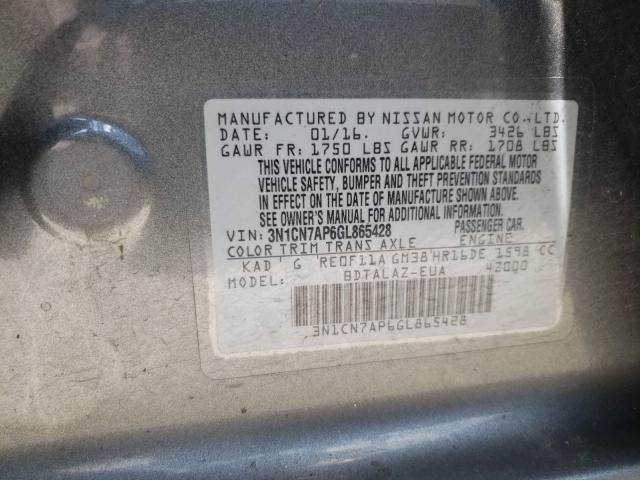 MANUFACTURED BY NISSAN MOTOR CO., LTD.
DATE: 01/16. GVWR: 3426 LBS
GAWR FR: 1750 LBS GAWR RR: 1708 LBS
THIS VEHICLE CONFORMS TO ALL APPLICABLE FEDERAL MOTOR
VEHICLE SAFETY, BUMPER AND THEFT PREVENTION STANDARDS
IN EFFECT ON THE DATE OF MANUFACTURE SHOWN ABOVE.
SEE OWNER'S MANUAL FOR ADDITIONAL INFORMATION.
VIN: 3N1CN7AP6GL865428 PASSENGER CAR.
COLOR TRIM TRANS AXLE ENGINE
KAD G RE0F11A GM38 HR16DE 1598 CC
MODEL: BDTALAZ-EUA 42000
3N1CN7AP6GL865428